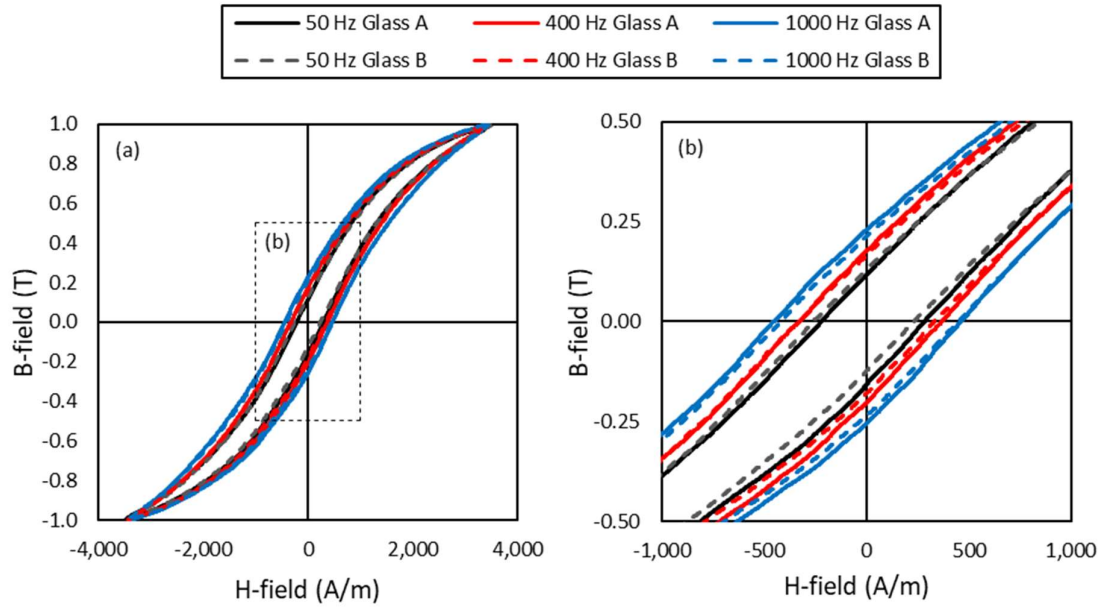 50 Hz Glass A 400 Hz Glass A 1000 Hz Glass A
50 Hz Glass B 400 Hz Glass B 1000 Hz Glass B
(a)
(b)
1.0
0.8
0.6
0.4
0.2
0.0
-0.2
-0.4
-0.6
-0.8
-1.0
B-field (T)
-4,000 -2,000 0 2,000 4,000
H-field (A/m)
(b)
0.50
0.25
0.00
-0.25
-0.50
B-field (T)
-1,000 -500 0 500 1,000
H-field (A/m)